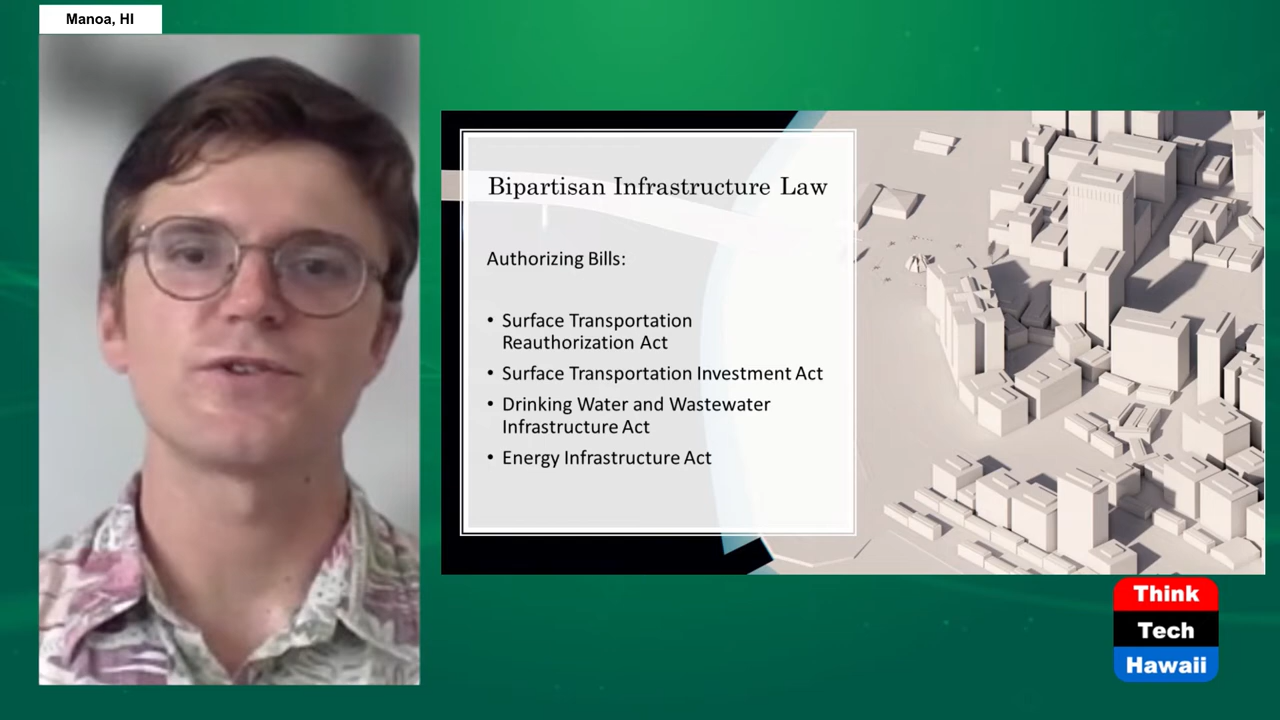 Manoa, HI
Bipartisan Infrastructure Law
Authorizing Bills:
• Surface Transportation
Reauthorization Act
• Surface Transportation Investment Act
• Drinking Water and Wastewater
Infrastructure Act
• Energy Infrastructure Act
Think
Tech
Hawaii